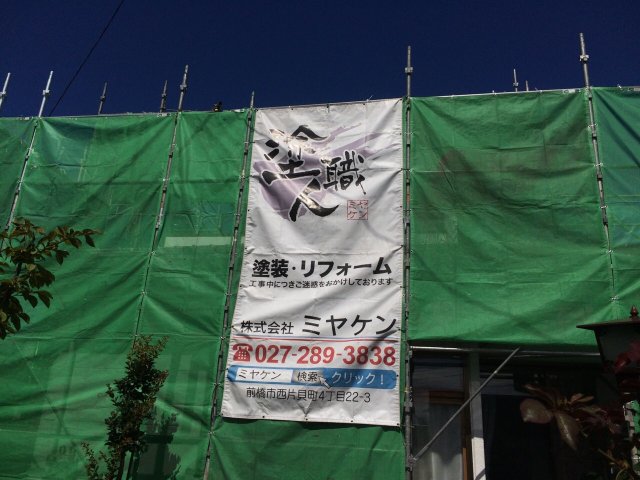 塗人職
ミヤケン
塗装・リフォーム
工事中につきご迷惑をおかけしております
株式会社 ミヤケン
☎027-289-3838
ミヤケン 検索 クリック！
前橋市西片貝町4丁目22-3